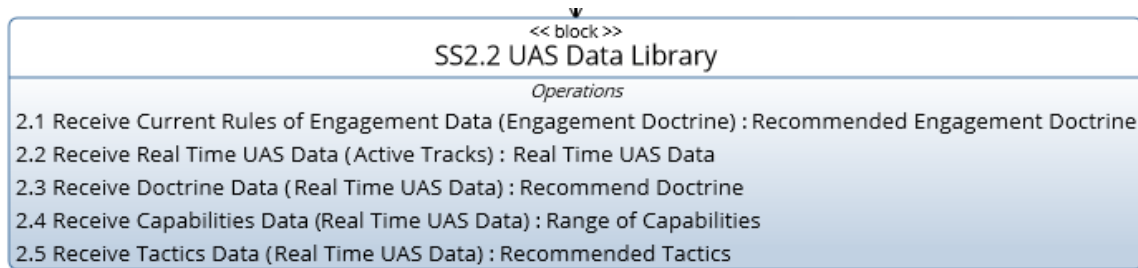 << block >>
SS2.2 UAS Data Library
Operations
2.1 Receive Current Rules of Engagement Data (Engagement Doctrine) : Recommended Engagement Doctrine
2.2 Receive Real Time UAS Data (Active Tracks) : Real Time UAS Data
2.3 Receive Doctrine Data (Real Time UAS Data) : Recommend Doctrine
2.4 Receive Capabilities Data (Real Time UAS Data) : Range of Capabilities
2.5 Receive Tactics Data (Real Time UAS Data) : Recommended Tactics